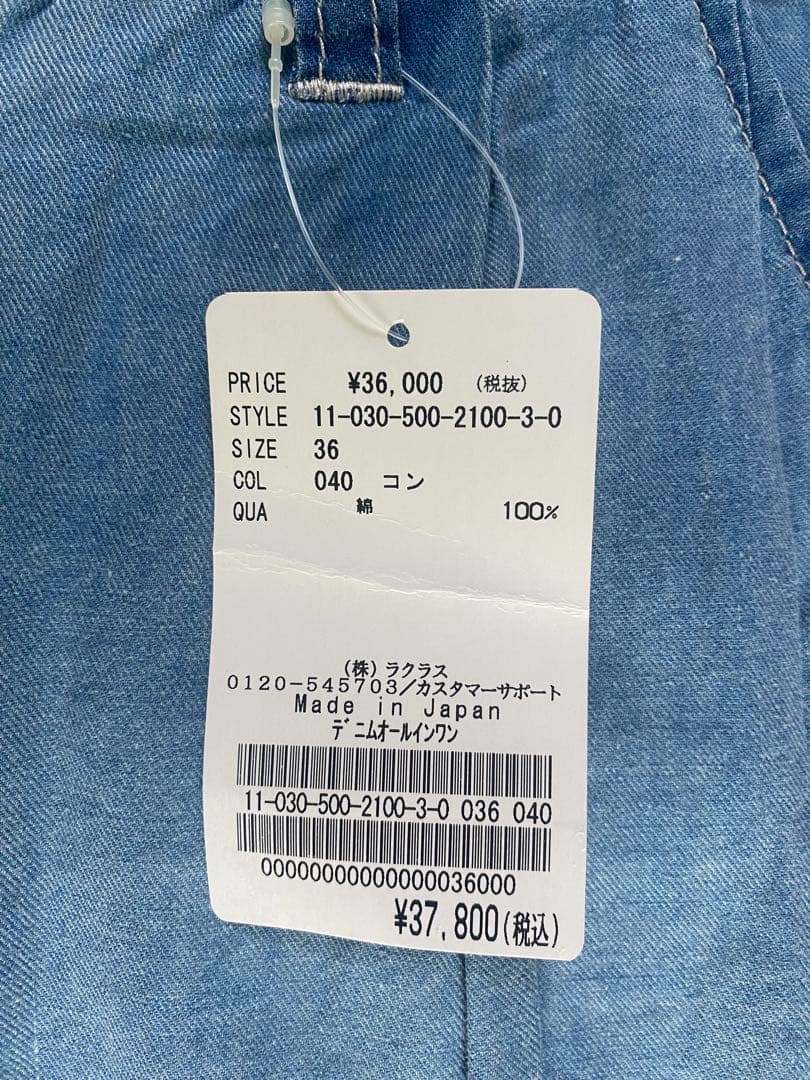 PRICE ¥36,000 (税抜)
STYLE 11-030-500-2100-3-0
SIZE 36
COL 040 コン
QUA 綿 100%
(株)ラクラス
0120-545703/カスタマーサポート
Made in Japan
デニムオールインワン
11-030-500-2100-3-0 036 040
00000000000000036000
¥37,800(税込)